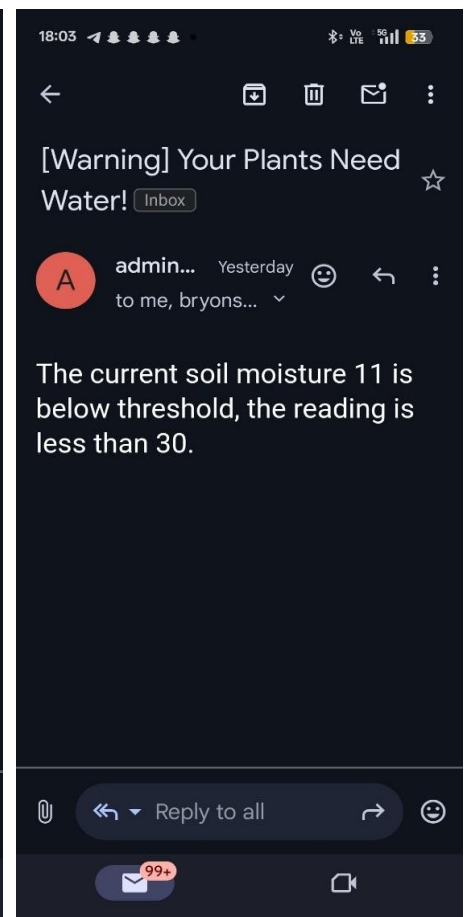 18:03
Vo LTE 5G 33
[Warning] Your Plants Need
Water! Inbox
A
admin... Yesterday
to me, bryons...
The current soil moisture 11 is
below threshold, the reading is
less than 30.
Reply to all
99+